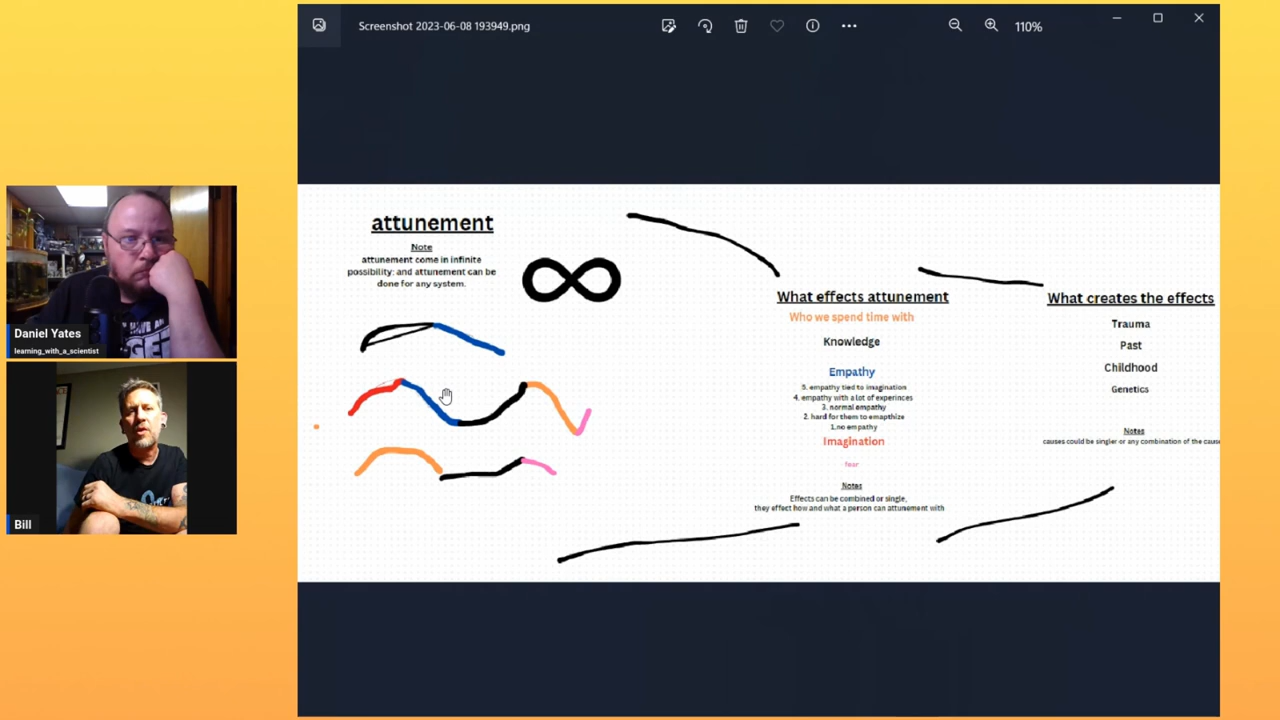 Screenshot 2023-06-08 193949.png
110%
attunement
Note
attunement come in infinite
possibility; and attunement can be
done for any system.
What effects attunement
Who we spend time with
Knowledge
Empathy
5. empathy tied to imagination
4. empathy with a lot of experinces
3. normal empathy
2. hard for them to emapthize
1,no empathy
Imagination
fear
Notes
Effects can be combined or single,
they effect how and what a person can attunement with
What creates the effects
Trauma
Past
Childhood
Genetics
Notes
causes could be singler or any combination of the cause
Daniel Yates
learning_with_a_scientist
Bill